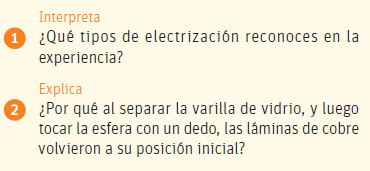 Interpreta
1 ¿Qué tipos de electrización reconoces en la
experiencia?
Explica
2 ¿Por qué al separar la varilla de vidrio, y luego
tocar la esfera con un dedo, las láminas de cobre
volvieron a su posición inicial?